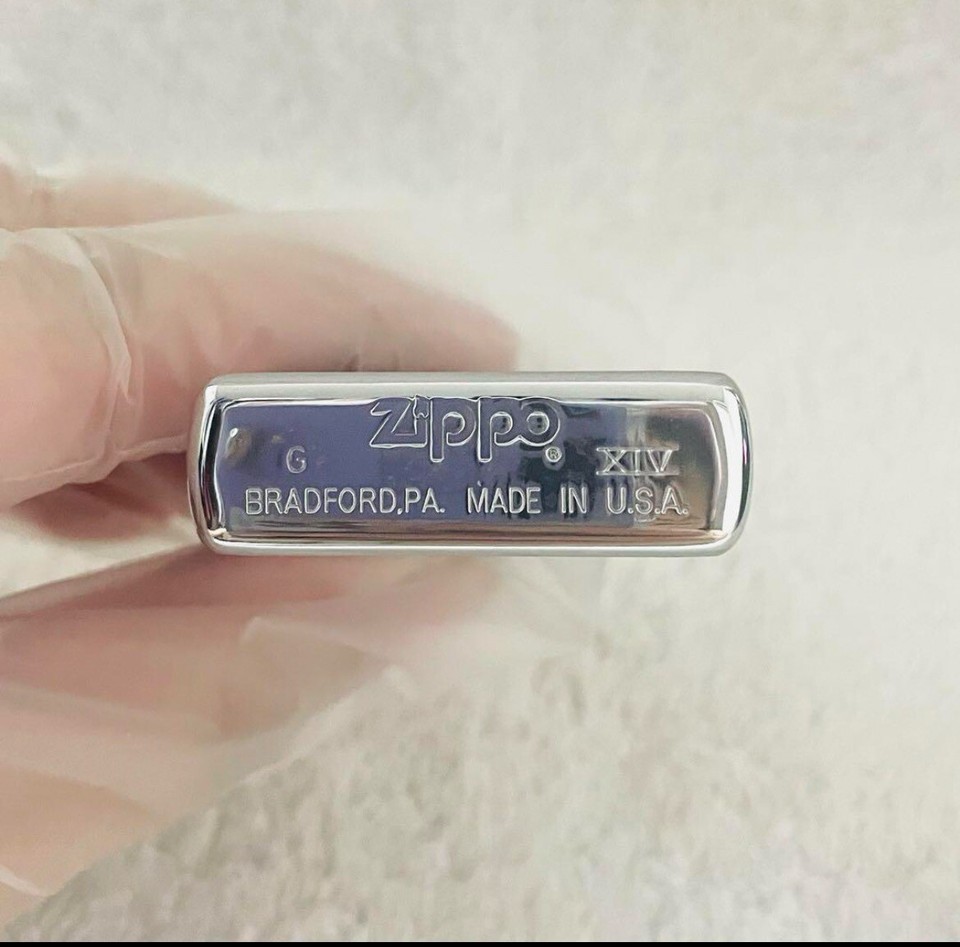 Zippo®
G XIV
BRADFORD,PA. MADE IN U.S.A.